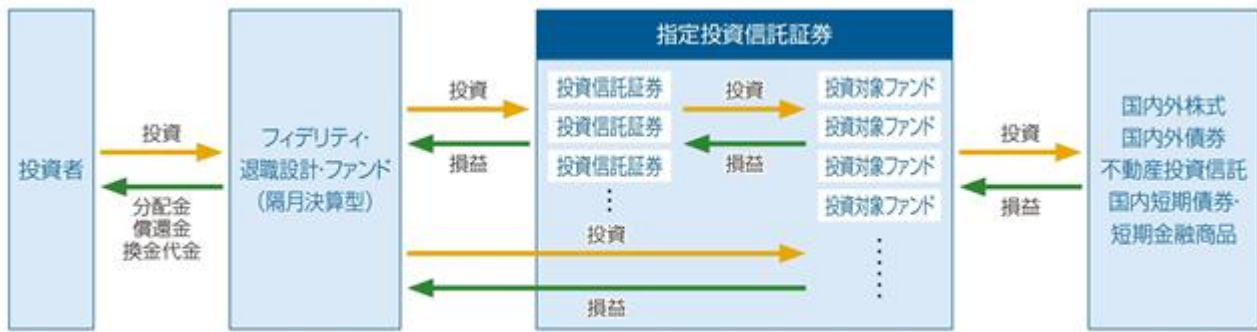 投資者
投資
分配金
償還金
換金代金
フィデリティ・
退職設計・ファンド
(隔月決算型)
投資
損益
指定投資信託証券
投資信託証券
投資信託証券
投資信託証券
投資
損益
投資対象ファンド
投資対象ファンド
投資対象ファンド
投資対象ファンド
投資
損益
投資
損益
国内外株式
国内外債券
不動産投資信託
国内短期債券・
短期金融商品